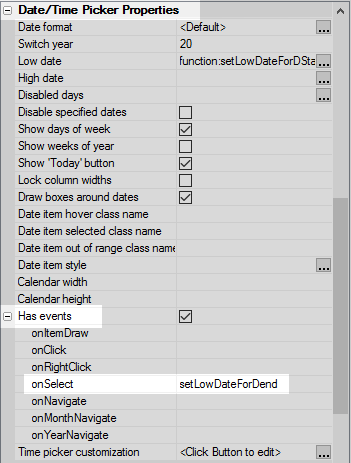 Date/Time Picker Properties
Date format <Default> ...
Switch year 20
Low date function:setLowDateForDSta ...
High date ...
Disabled days ...
Disable specified dates
Show days of week
Show weeks of year
Show 'Today' button
Lock column widths
Draw boxes around dates
Date item hover class name
Date item selected class name
Date item out of range class name
Date item style ...
Calendar width
Calendar height
Has events
onItemDraw
onClick
onRightClick
onSelect setLowDateForDend
onNavigate
onMonthNavigate
onYearNavigate
Time picker customization <Click Button to edit> ...